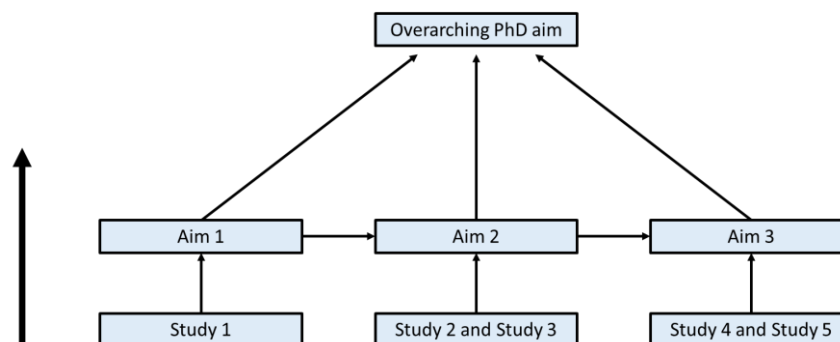 Overarching PhD aim
Aim 1
Aim 2
Aim 3
Study 1
Study 2 and Study 3
Study 4 and Study 5